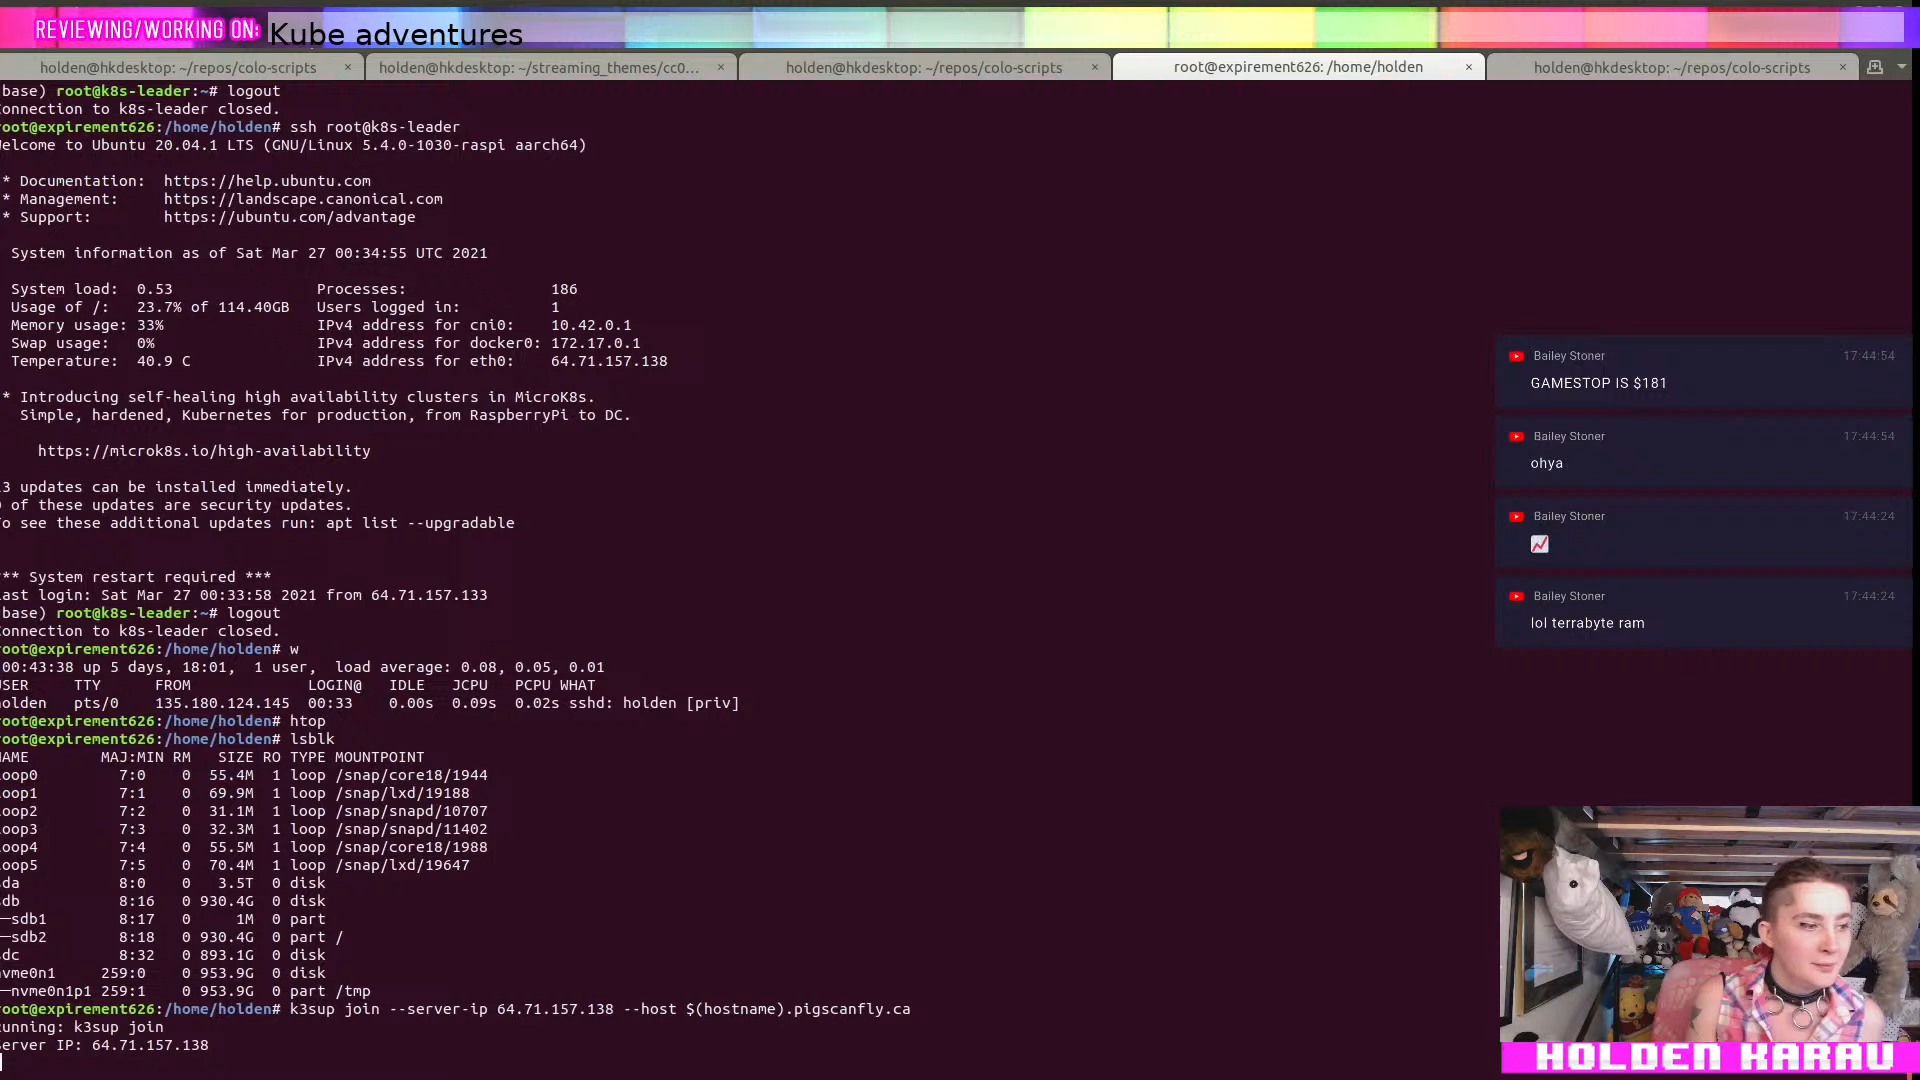 REVIEWING/WORKING ON: Kube adventures
holden@hkdesktop: ~/repos/colo-scripts ×
holden@hkdesktop: ~/streaming_themes/cc0... ×
holden@hkdesktop: ~/repos/colo-scripts ×
root@expirement626: /home/holden ×
holden@hkdesktop: ~/repos/colo-scripts ×
base) root@k8s-leader:~# logout
onnection to k8s-leader closed.
root@expirement626:/home/holden# ssh root@k8s-leader
elcome to Ubuntu 20.04.1 LTS (GNU/Linux 5.4.0-1030-raspi aarch64)
* Documentation:  https://help.ubuntu.com
* Management:     https://landscape.canonical.com
* Support:        https://ubuntu.com/advantage
System information as of Sat Mar 27 00:34:55 UTC 2021
System load:  0.53               Processes:              186
Usage of /:   23.7% of 114.40GB   Users logged in:        1
Memory usage: 33%                IPv4 address for cni0:    10.42.0.1
Swap usage:   0%                 IPv4 address for docker0: 172.17.0.1
Temperature:  40.9 C             IPv4 address for eth0:    64.71.157.138
* Introducing self-healing high availability clusters in MicroK8s.
Simple, hardened, Kubernetes for production, from RaspberryPi to DC.
https://microk8s.io/high-availability
3 updates can be installed immediately.
of these updates are security updates.
To see these additional updates run: apt list --upgradable
*** System restart required ***
ast login: Sat Mar 27 00:33:58 2021 from 64.71.157.133
base) root@k8s-leader:~# logout
onnection to k8s-leader closed.
root@expirement626:/home/holden# w
00:43:38 up 5 days, 18:01,  1 user,  load average: 0.08, 0.05, 0.01
USER     TTY      FROM             LOGIN@   IDLE   JCPU   PCPU WHAT
holden   pts/0    135.180.124.145  00:33    0.00s  0.09s  0.02s sshd: holden [priv]
root@expirement626:/home/holden# htop
root@expirement626:/home/holden# lsblk
NAME        MAJ:MIN RM   SIZE RO TYPE MOUNTPOINT
loop0         7:0    0  55.4M  1 loop /snap/core18/1944
loop1         7:1    0  69.9M  1 loop /snap/lxd/19188
loop2         7:2    0  31.1M  1 loop /snap/snapd/10707
loop3         7:3    0  32.3M  1 loop /snap/snapd/11402
loop4         7:4    0  55.5M  1 loop /snap/core18/1988
loop5         7:5    0  70.4M  1 loop /snap/lxd/19647
da           8:0    0   3.5T  0 disk
db           8:16   0 930.4G  0 disk
─sdb1        8:17   0     1M  0 part
─sdb2        8:18   0 930.4G  0 part /
dc           8:32   0 893.1G  0 disk
nvme0n1     259:0    0 953.9G  0 disk
─nvme0n1p1 259:1    0 953.9G  0 part /tmp
root@expirement626:/home/holden# k3sup join --server-ip 64.71.157.138 --host $(hostname).pigscanfly.ca
unning: k3sup join
erver IP: 64.71.157.138
Bailey Stoner 17:44:54
GAMESTOP IS $181
Bailey Stoner 17:44:54
ohya
Bailey Stoner 17:44:24
Bailey Stoner 17:44:24
lol terrabyte ram
HOLDEN KARAU